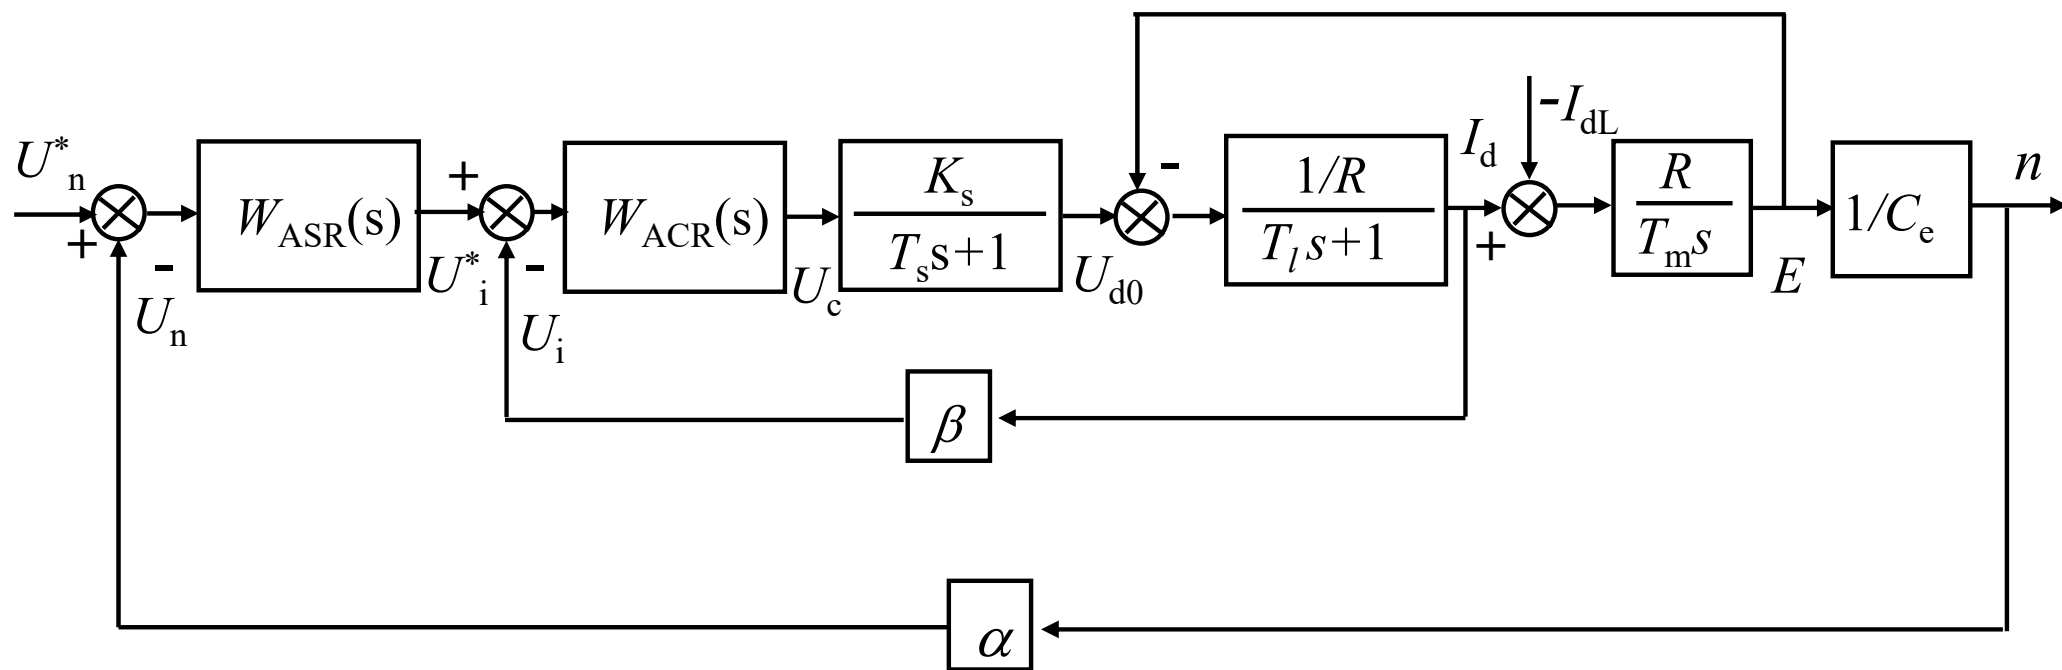 U*n
+
-
Un
WASR(s)
+
U*i
-
Ui
WACR(s)
Uc
Ks
Tss+1
Ud0
-
1/R
Tls+1
Id
+
-IdL
R
Tms
E
1/Ce
n
β
α